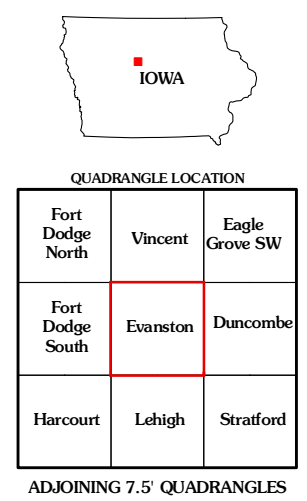 IOWA
QUADRANGLE LOCATION
Fort
Dodge
North
Vincent
Eagle
Grove SW
Fort
Dodge
South
Evanston
Duncombe
Harcourt
Lehigh
Stratford
ADJOINING 7.5' QUADRANGLES